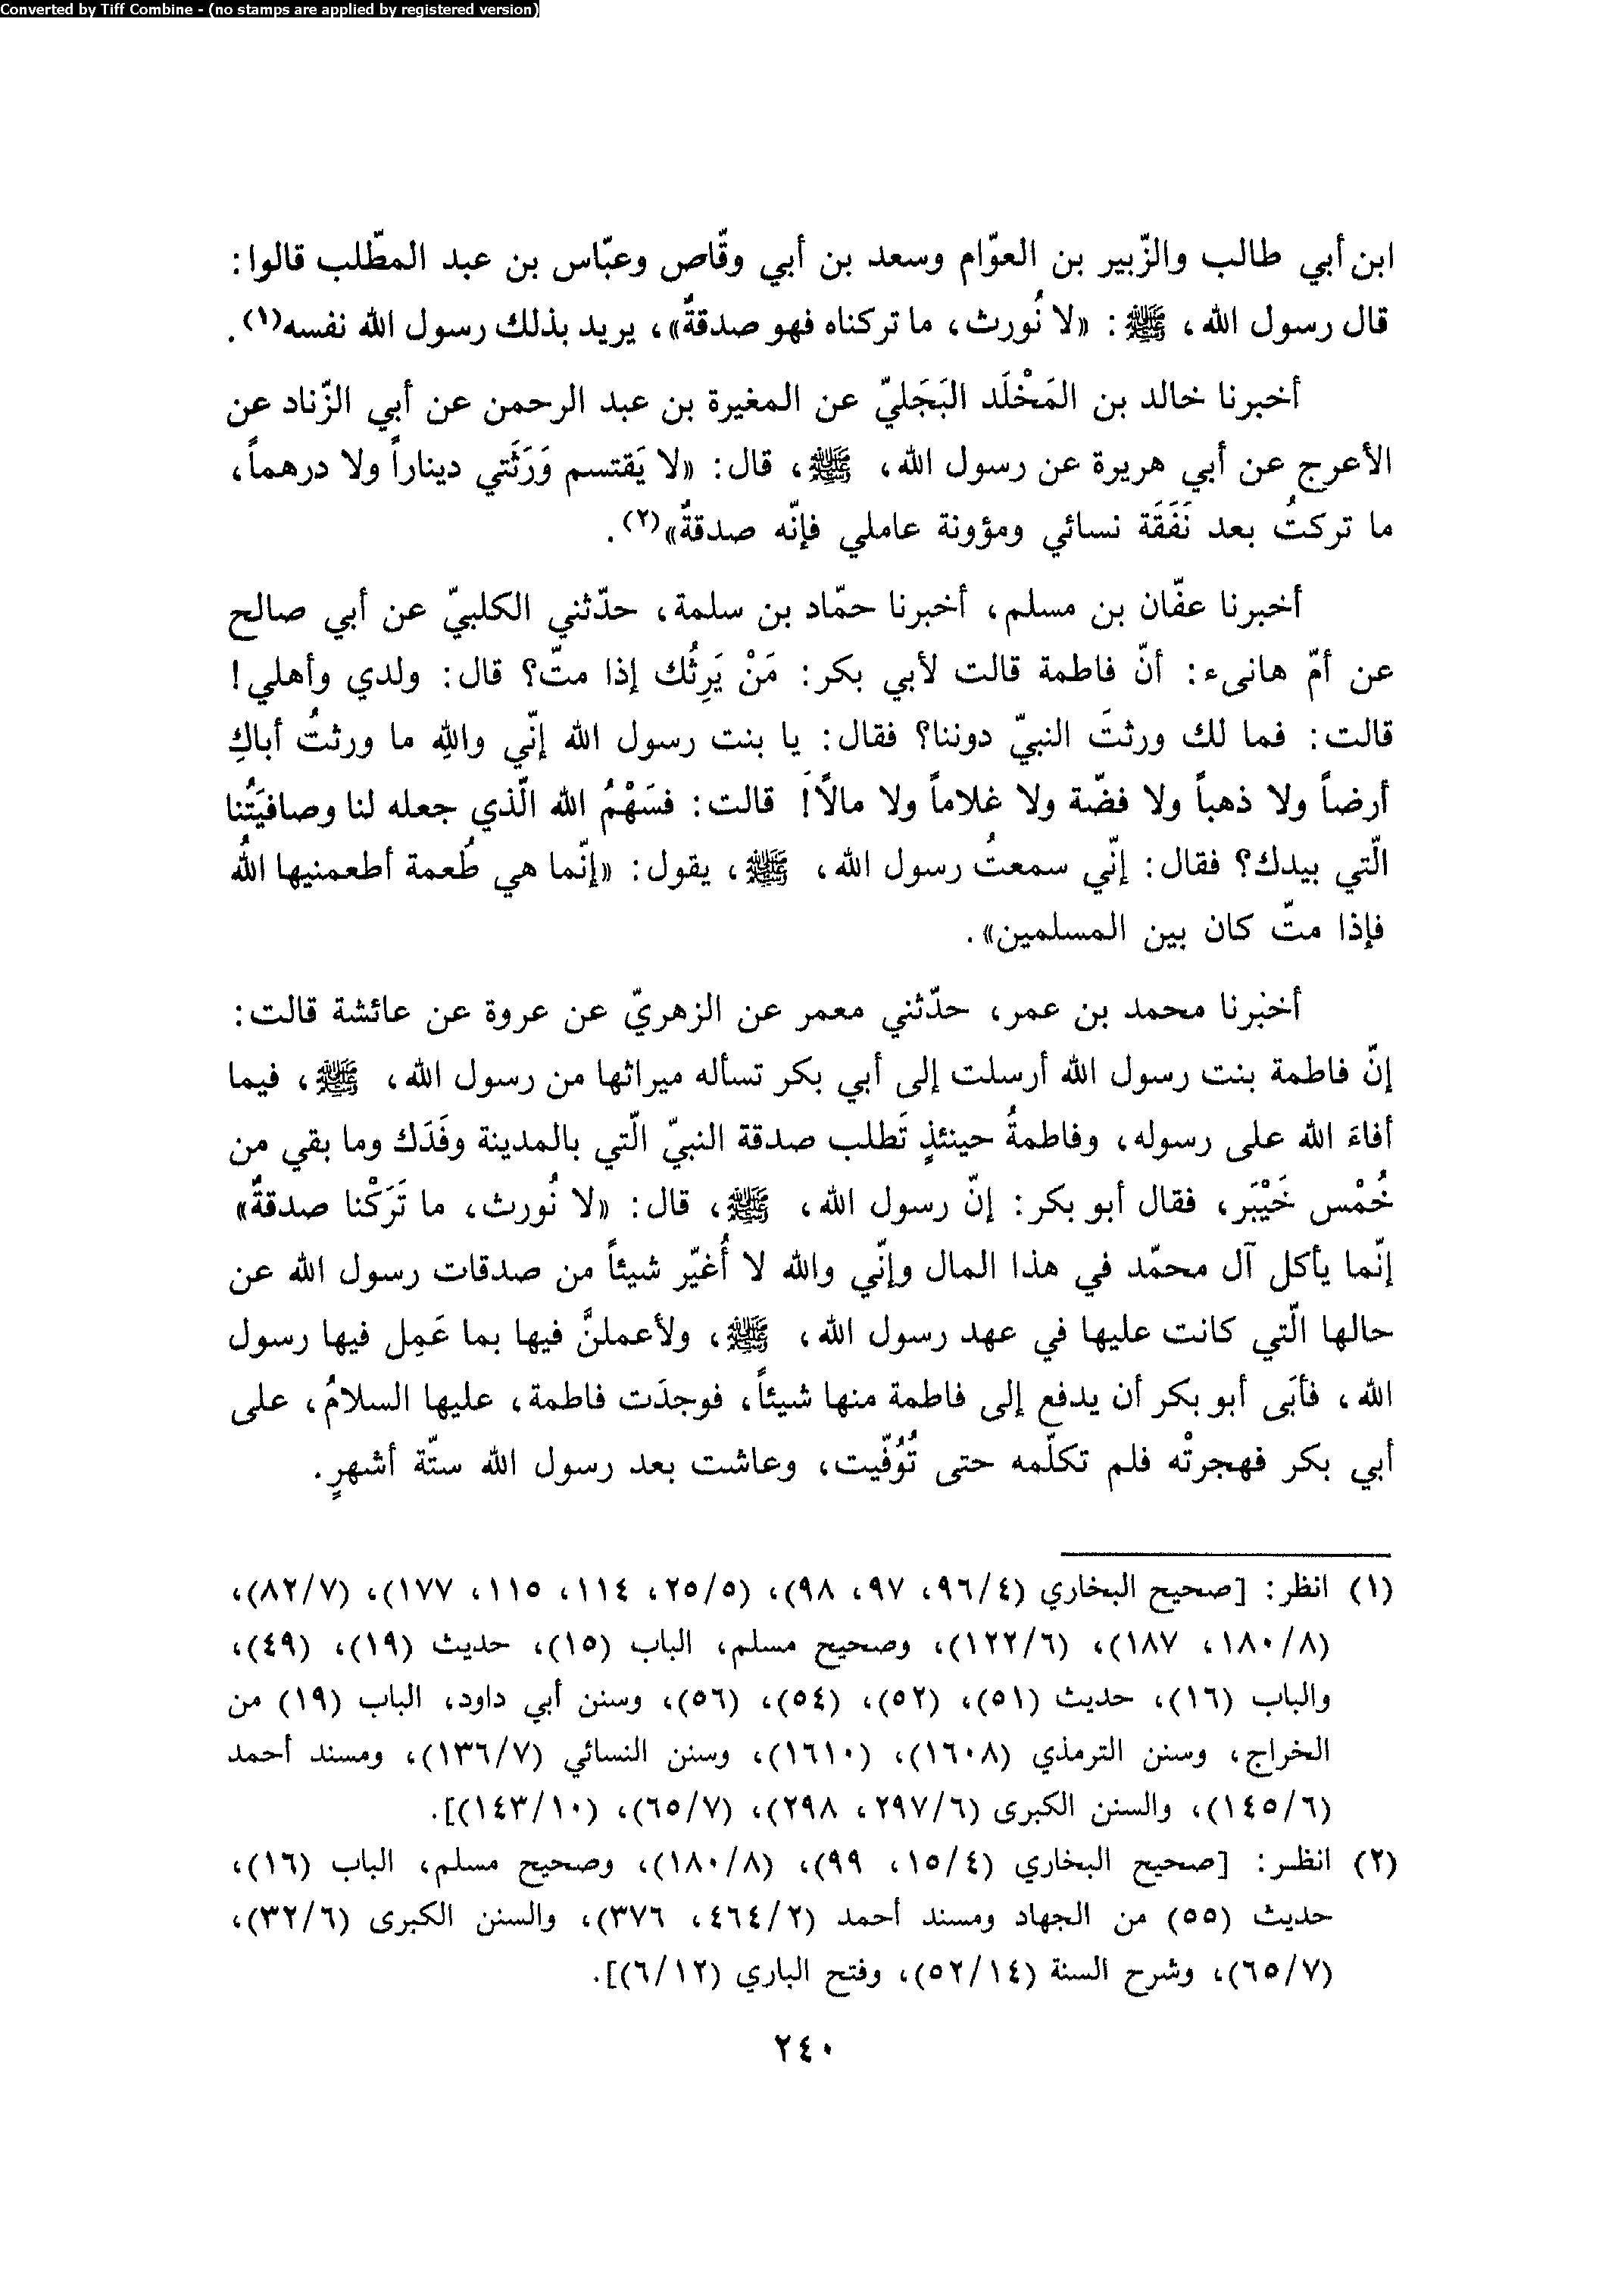 Converted by Tiff Combine - (no stamps are applied by registered version)
ابن أبي طالب والزّبير بن العوّام وسعد بن أبي وقّاص وعبّاس بن عبد المطّلب قالوا:
قال رسول الله، ﷺ: «لا نُورث، ما تركناه فهو صدقةٌ»، يريد بذلك رسول الله نفسه(١).
أخبرنا خالد بن المَخْلَد البَجَليّ عن المغيرة بن عبد الرحمن عن أبي الزّناد عن
الأعرج عن أبي هريرة عن رسول الله، ﷺ، قال: «لا يَقتسم وَرَثَتي ديناراً ولا درهماً،
ما تركتُ بعد نَفَقَة نسائي ومؤونة عاملي فإنّه صدقةٌ»(٢).
أخبرنا عفّان بن مسلم، أخبرنا حمّاد بن سلمة، حدّثني الكلبيّ عن أبي صالح
عن أمّ هانىء: أنّ فاطمة قالت لأبي بكر: مَنْ يَرِثُك إذا متّ؟ قال: ولدي وأهلي!
قالت: فما لك ورثتَ النبيّ دوننا؟ فقال: يا بنت رسول الله إنّي واللهِ ما ورثتُ أباكِ
أرضاً ولا ذهباً ولا فضّة ولا غلاماً ولا مالاً! قالت: فسَهْمُ الله الّذي جعله لنا وصافيَتُنا
الّتي بيدك؟ فقال: إنّي سمعتُ رسول الله، ﷺ، يقول: «إنّما هي طُعمة أطعمنيها اللهُ
فإذا متّ كان بين المسلمين».
أخبرنا محمد بن عمر، حدّثني معمر عن الزهريّ عن عروة عن عائشة قالت:
إنّ فاطمة بنت رسول الله أرسلت إلى أبي بكر تسأله ميراثها من رسول الله، ﷺ، فيما
أفاءَ الله على رسوله، وفاطمةُ حينئذٍ تَطلب صدقة النبيّ الّتي بالمدينة وفَدَك وما بقي من
خُمْس خَيْبَر، فقال أبو بكر: إنّ رسول الله، ﷺ، قال: «لا نُورث، ما تَرَكْنا صدقةٌ»
إنّما يأكل آل محمّد في هذا المال وإنّي والله لا أُغيّر شيئاً من صدقات رسول الله عن
حالها الّتي كانت عليها في عهد رسول الله، ﷺ، ولأعملنَّ فيها بما عَمِل فيها رسول
الله، فأبَى أبو بكر أن يدفع إلى فاطمة منها شيئاً، فوجدَت فاطمة، عليها السلامُ، على
أبي بكر فهجرتْه فلم تكلّمه حتى تُوُفّيت، وعاشت بعد رسول الله ستّة أشهرٍ.
(١) انظر: [صحيح البخاري (٩٦/٤، ٩٧، ٩٨)، (٢٥/٥، ١١٤، ١١٥، ١٧٧)، (٨٢/٧)،
(١٨٠/٨، ١٨٧)، (١٢٢/٦)، وصحيح مسلم، الباب (١٥)، حديث (١٩)، (٤٩)،
والباب (١٦)، حديث (٥١)، (٥٢)، (٥٤)، (٥٦)، وسنن أبي داود، الباب (١٩) من
الخراج، وسنن الترمذي (١٦٠٨)، (١٦١٠)، وسنن النسائي (١٣٦/٧)، ومسند أحمد
(١٤٥/٦)، والسنن الكبرى (٢٩٧/٦، ٢٩٨)، (٦٥/٧)، (١٤٣/١٠)].
(٢) انظر: [صحيح البخاري (١٥/٤، ٩٩)، (١٨٠/٨)، وصحيح مسلم، الباب (١٦)،
حديث (٥٥) من الجهاد ومسند أحمد (٤٦٤/٢، ٣٧٦)، والسنن الكبرى (٣٢/٦)،
(٦٥/٧)، وشرح السنة (٥٢/١٤)، وفتح الباري (٦/١٢)].
٢٤٠